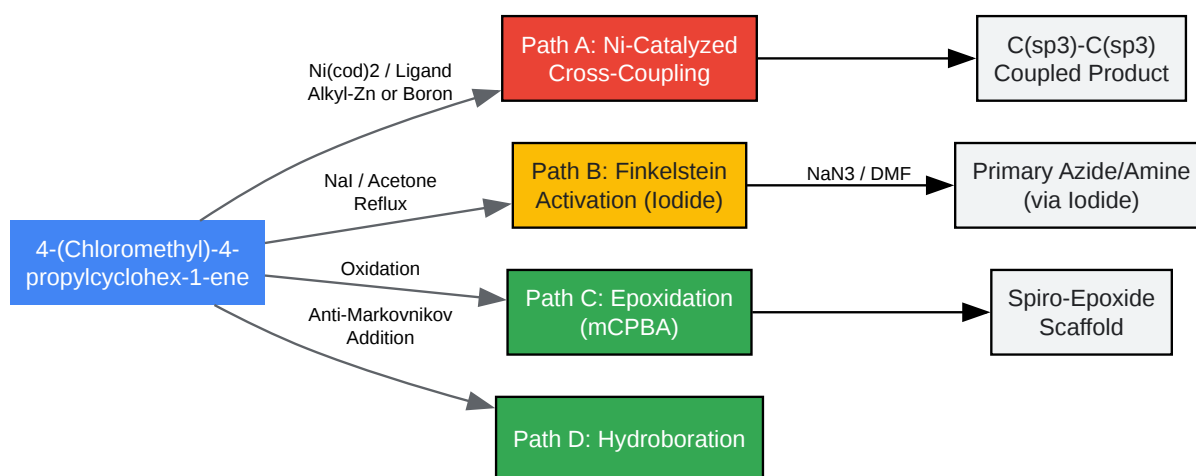 Ni(cod)2 / Ligand
Alkyl-Zn or Boron
Path A: Ni-Catalyzed
Cross-Coupling
C(sp3)-C(sp3)
Coupled Product
NaI / Acetone
Reflux
Path B: Finkelstein
Activation (Iodide)
NaN3 / DMF
Primary Azide/Amine
(via Iodide)
4-(Chloromethyl)-4-
propylcyclohex-1-ene
Oxidation
Path C: Epoxidation
(mCPBA)
Spiro-Epoxide
Scaffold
Anti-Markovnikov
Addition
Path D: Hydroboration